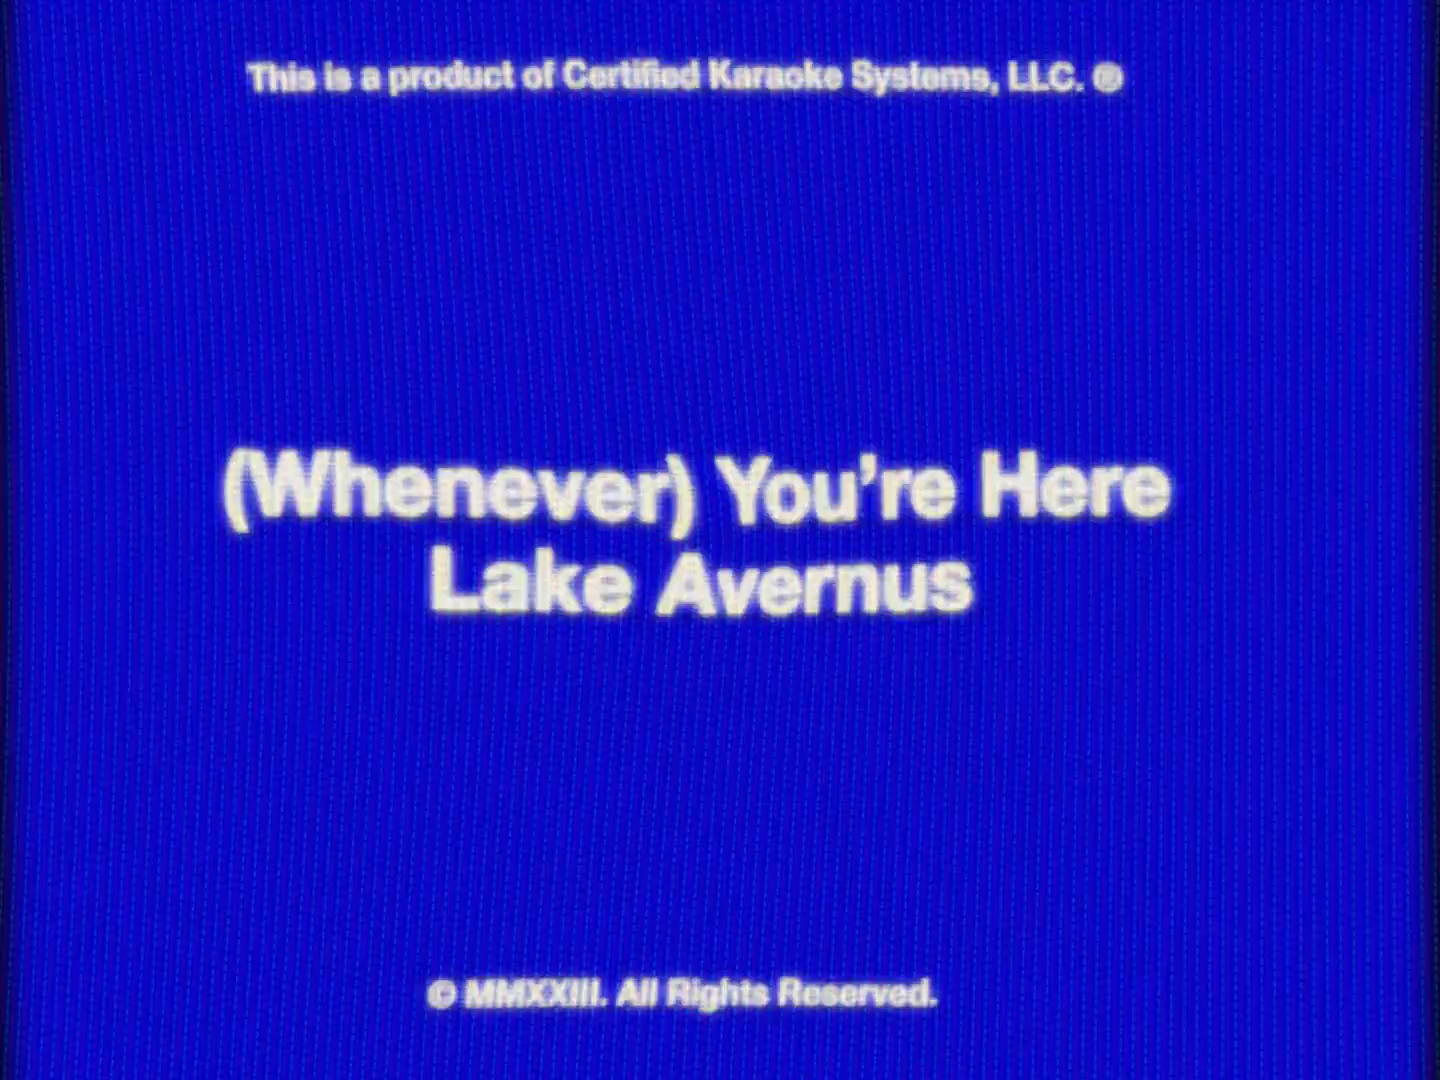 This is a product of Certified Karaoke Systems, LLC. ®
(Whenever) You’re Here
Lake Avernus
© MMXXIII. All Rights Reserved.